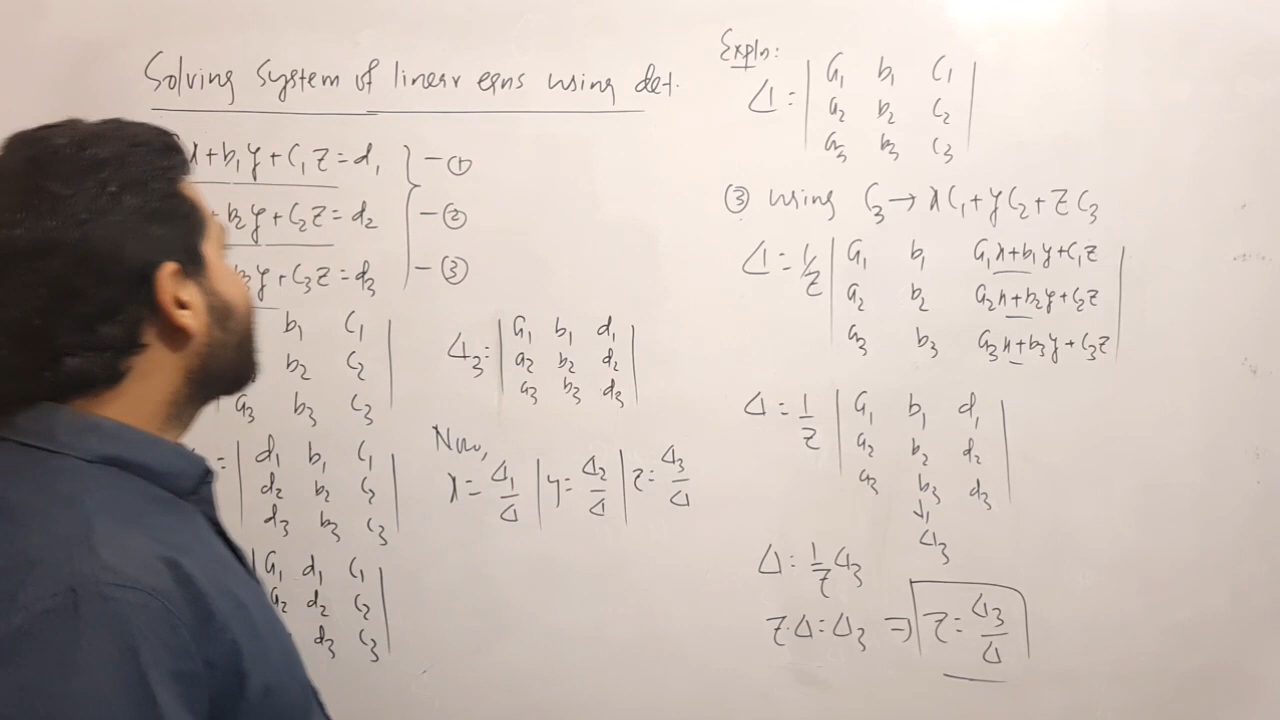 Solving System of linear eqns using det.
x+b₁y+c₁z=d₁ } -①
+b₂y+c₂z=d₂ -②
b₃y+c₃z=d₃ -③
| b₁ c₁ |
| b₂ c₂ |
| a₃ b₃ c₃ |
= | d₁ b₁ c₁ |
| d₂ b₂ c₂ |
| d₃ b₃ c₃ |
| a₁ d₁ c₁ |
| a₂ d₂ c₂ |
| d₃ c₃ |
Δ₃= | a₁ b₁ d₁ |
| a₂ b₂ d₂ |
| a₃ b₃ d₃ |
Now,
x=Δ₁/Δ | y=Δ₂/Δ | z=Δ₃/Δ
Expln:
Δ= | a₁ b₁ c₁ |
| a₂ b₂ c₂ |
| a₃ b₃ c₃ |
③ using C₃→xC₁+yC₂+zC₃
Δ=1/z | a₁ b₁ a₁x+b₁y+c₁z |
| a₂ b₂ a₂x+b₂y+c₂z |
| a₃ b₃ a₃x+b₃y+c₃z |
Δ=1/z | a₁ b₁ d₁ |
| a₂ b₂ d₂ |
| a₃ b₃ d₃ |
↓
Δ₃
Δ=1/z Δ₃
z·Δ=Δ₃ ⇒ z=Δ₃/Δ